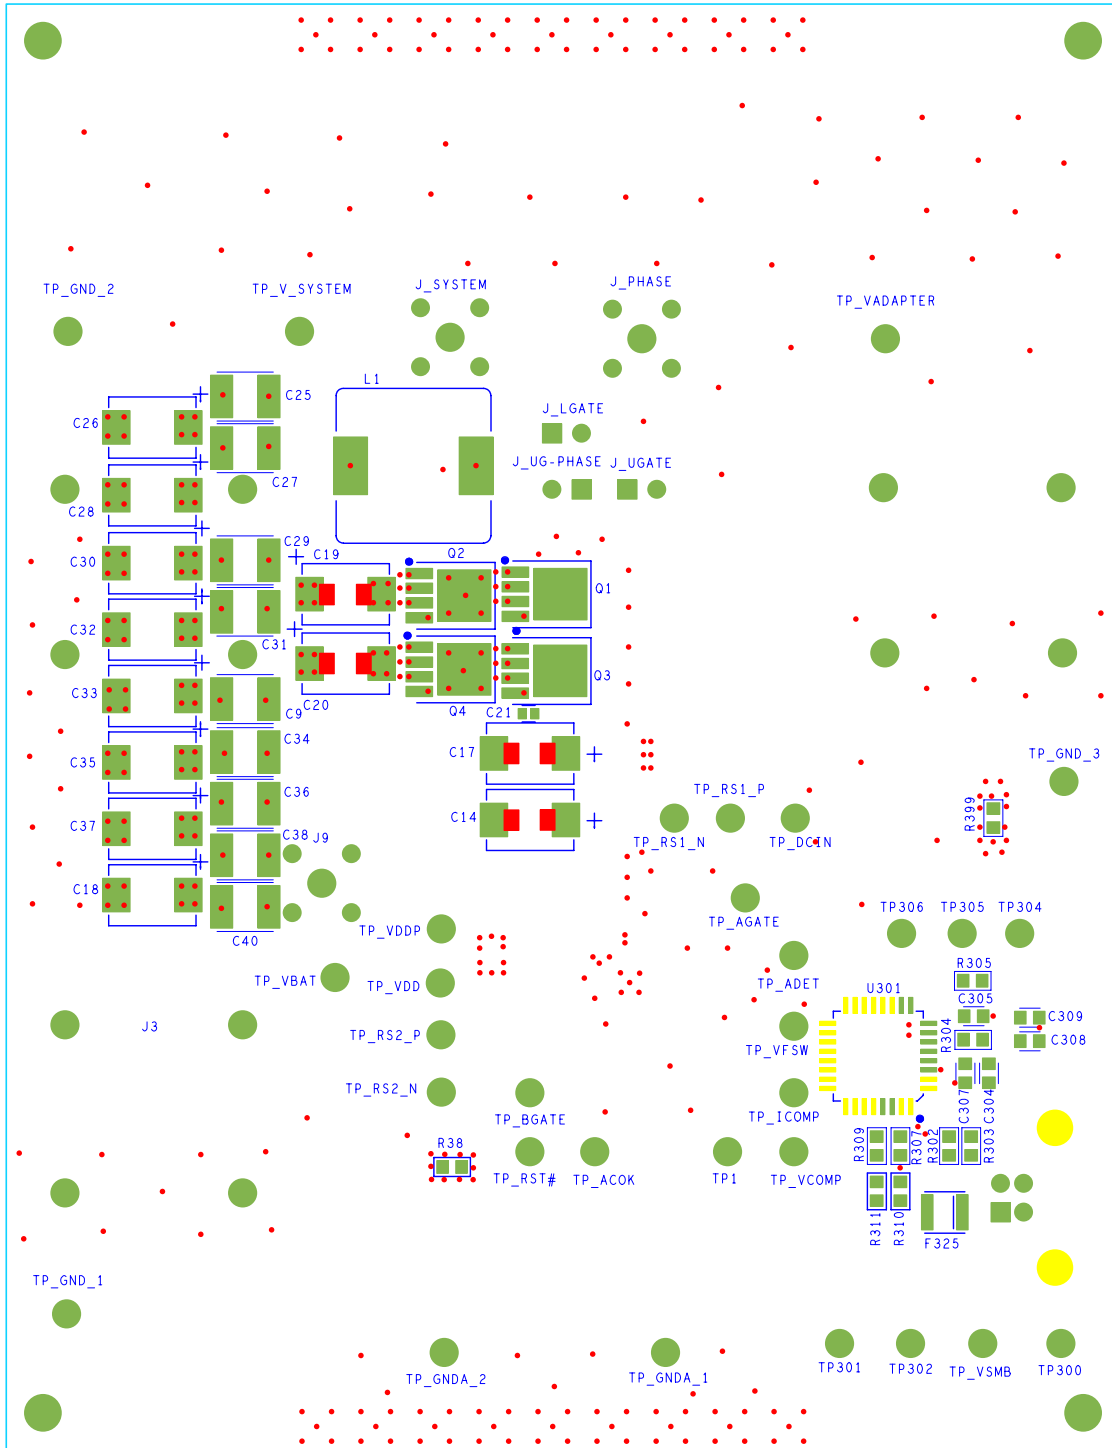 J_SYSTEM
J_PHASE
TP_GND_2
TP_V_SYSTEM
TP_VADAPTER
L1
C25
J_LGATE
C26
J_UG-PHASE
J_UGATE
C27
C28
C29
C19
Q2
C30
Q1
C32
C31
Q3
C33
C20
Q4
C21
C9
C34
C17
TP_GND_3
C35
TP_RS1_P
C36
R399
C14
C37
C38
J9
TP_RS1_N
TP_DCIN
C18
TP306
TP305
TP304
TP_AGATE
TP_VDDP
C40
R305
TP_VBAT
TP_VDD
TP_ADET
U301
C305
C309
J3
TP_RS2_P
R304
C308
TP_VFSW
TP_RS2_N
TP_BGATE
TP_ICOMP
C307
C304
R38
R309
R307
R302
R303
TP_RST#
TP_ACOK
TP1
TP_VCOMP
R311
R310
F325
TP_GND_1
TP301
TP302
TP_VSMB
TP300
TP_GNDA_2
TP_GNDA_1